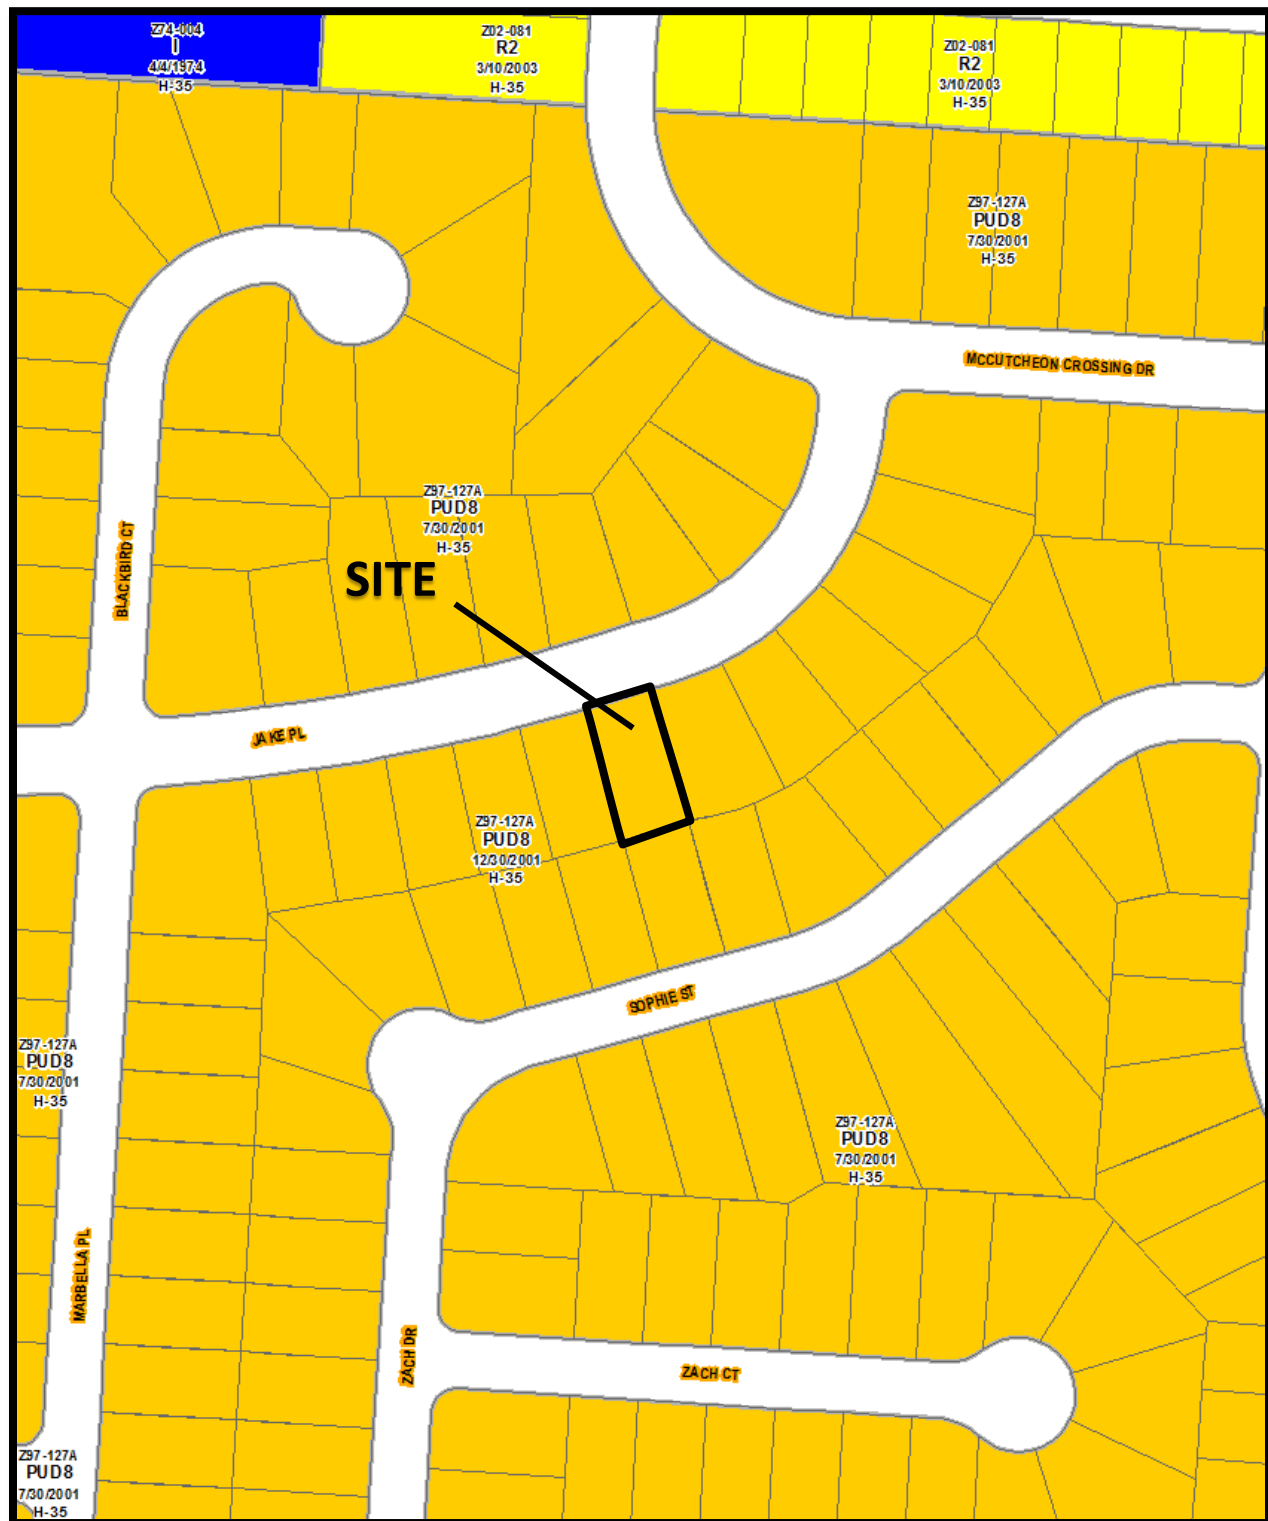 Z74-004
I
4/4/1974
H-35
Z02-081
R2
3/10/2003
H-35
Z02-081
R2
3/10/2003
H-35
Z97-127A
PUD8
7/30/2001
H-35
MCCUTCHEON CROSSING DR
Z97-127A
PUD8
7/30/2001
H-35
BLACKBIRD CT
SITE
JAKE PL
Z97-127A
PUD8
12/30/2001
H-35
SOPHIE ST
Z97-127A
PUD8
7/30/2001
H-35
Z97-127A
PUD8
7/30/2001
H-35
MARBELLA PL
ZACH DR
ZACH CT
Z97-127A
PUD8
7/30/2001
H-35